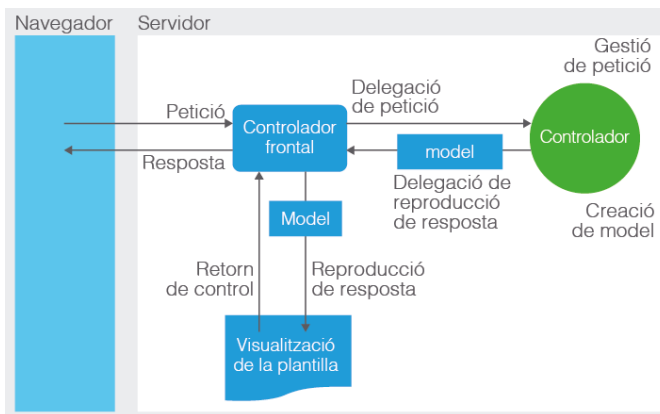 Navegador
Servidor
Gestió
de petició
Delegació
de petició
Petició
Controlador
frontal
Controlador
model
Resposta
Delegació de
reproducció
de resposta
Creació
de model
Model
Retorn
de control
Reproducció
de resposta
Visualització
de la plantilla